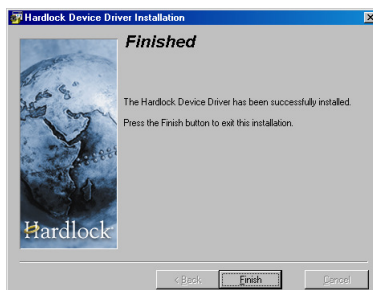 Hardlock Device Driver Installation
Finished
The Hardlock Device Driver has been successfully installed.
Press the Finish button to exit this installation.
Hardlock
< Back
Finish
Cancel